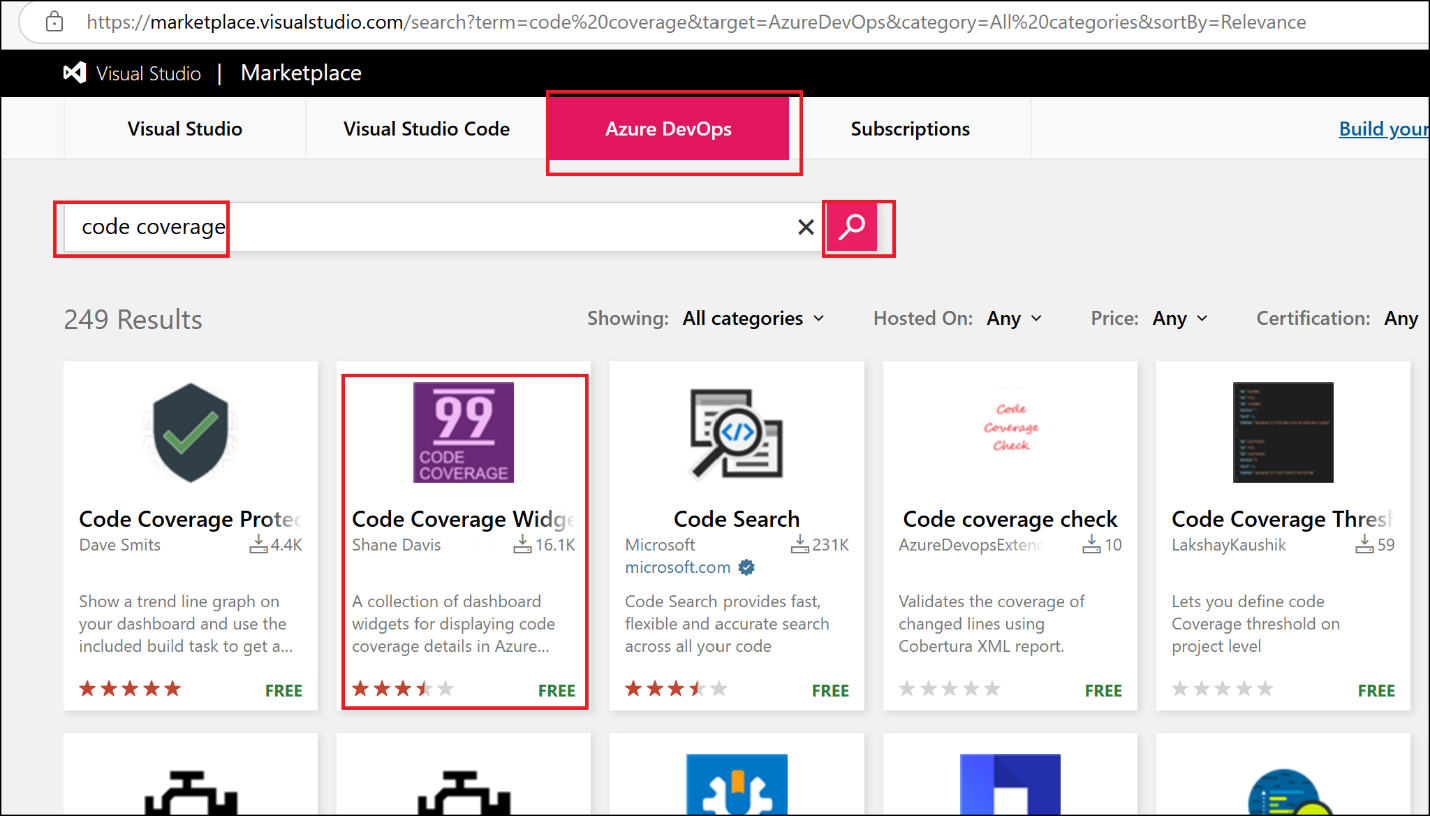 https://marketplace.visualstudio.com/search?term=code%20coverage&target=AzureDevOps&category=All%20categories&sortBy=Relevance
Visual Studio | Marketplace
Visual Studio Visual Studio Code Azure DevOps Subscriptions Build your
code coverage
249 Results Showing: All categories Hosted On: Any Price: Any Certification: Any
99
CODE
COVERAGE
Code
Coverage
Check
Code Coverage Protec
Dave Smits 4.4K
Show a trend line graph on
your dashboard and use the
included build task to get a...
FREE
Code Coverage Widge
Shane Davis 16.1K
A collection of dashboard
widgets for displaying code
coverage details in Azure...
FREE
Code Search
Microsoft 231K
microsoft.com
Code Search provides fast,
flexible and accurate search
across all your code
FREE
Code coverage check
AzureDevopsExtend 10
Validates the coverage of
changed lines using
Cobertura XML report.
FREE
Code Coverage Thresh
LakshayKaushik 59
Lets you define code
Coverage threshold on
project level
FREE